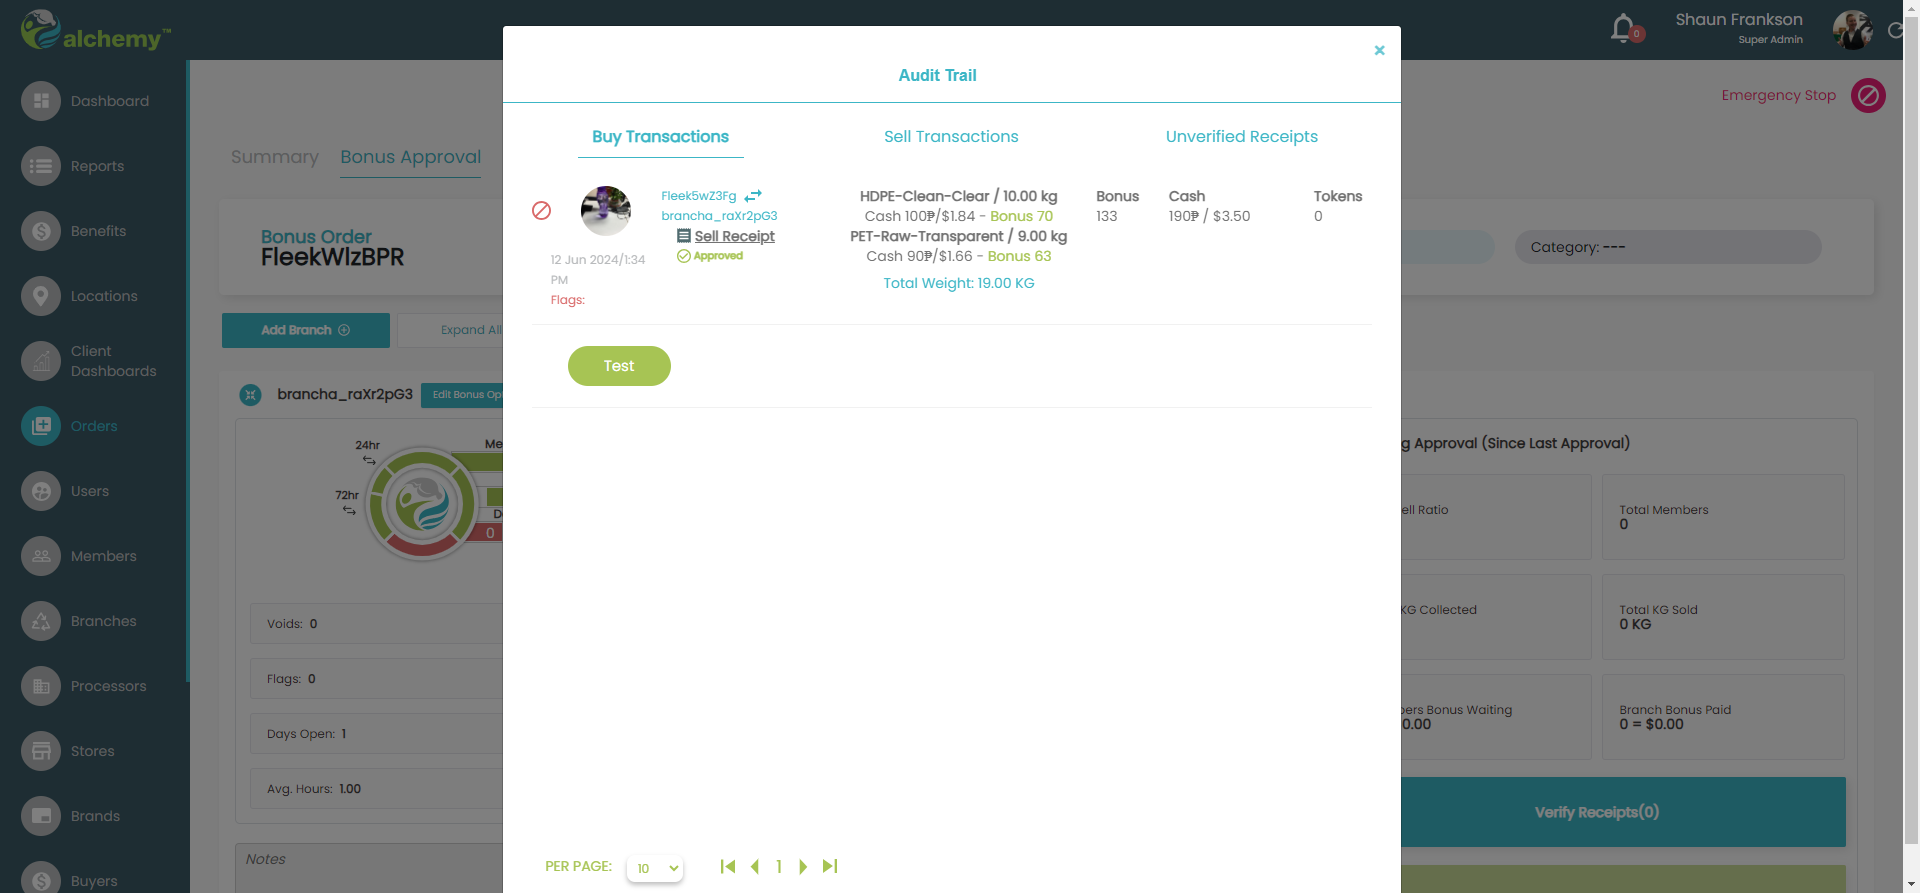 alchemy™
Shaun Frankson
Super Admin
0
Dashboard
Reports
Benefits
Locations
Client
Dashboards
Orders
Users
Members
Branches
Processors
Stores
Brands
Buyers
Emergency Stop
Summary
Bonus Approval
Bonus Order
FleekWlzBPR
Category: ---
Add Branch
Expand All
brancha_raXr2pG3
Edit Bonus Op
24hr
72hr
Me
D
0
Voids: 0
Flags: 0
Days Open: 1
Avg. Hours: 1.00
Notes
Audit Trail
Buy Transactions
Sell Transactions
Unverified Receipts
Fleek5wZ3Fg
brancha_raXr2pG3
Sell Receipt
Approved
12 Jun 2024/1:34
PM
Flags:
HDPE-Clean-Clear / 10.00 kg
Cash 100₱/$1.84 - Bonus 70
PET-Raw-Transparent / 9.00 kg
Cash 90₱/$1.66 - Bonus 63
Total Weight: 19.00 KG
Bonus
133
Cash
190₱ / $3.50
Tokens
0
Test
PER PAGE:
10
1
g Approval (Since Last Approval)
ell Ratio
Total Members
0
KG Collected
Total KG Sold
0 KG
bers Bonus Waiting
0.00
Branch Bonus Paid
0 = $0.00
Verify Receipts(0)